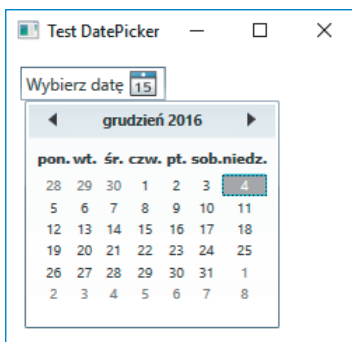 Test DatePicker
Wybierz datę 15
grudzień 2016
pon. wt. śr. czw. pt. sob. niedz.
28 29 30 1 2 3 4
5 6 7 8 9 10 11
12 13 14 15 16 17 18
19 20 21 22 23 24 25
26 27 28 29 30 31 1
2 3 4 5 6 7 8